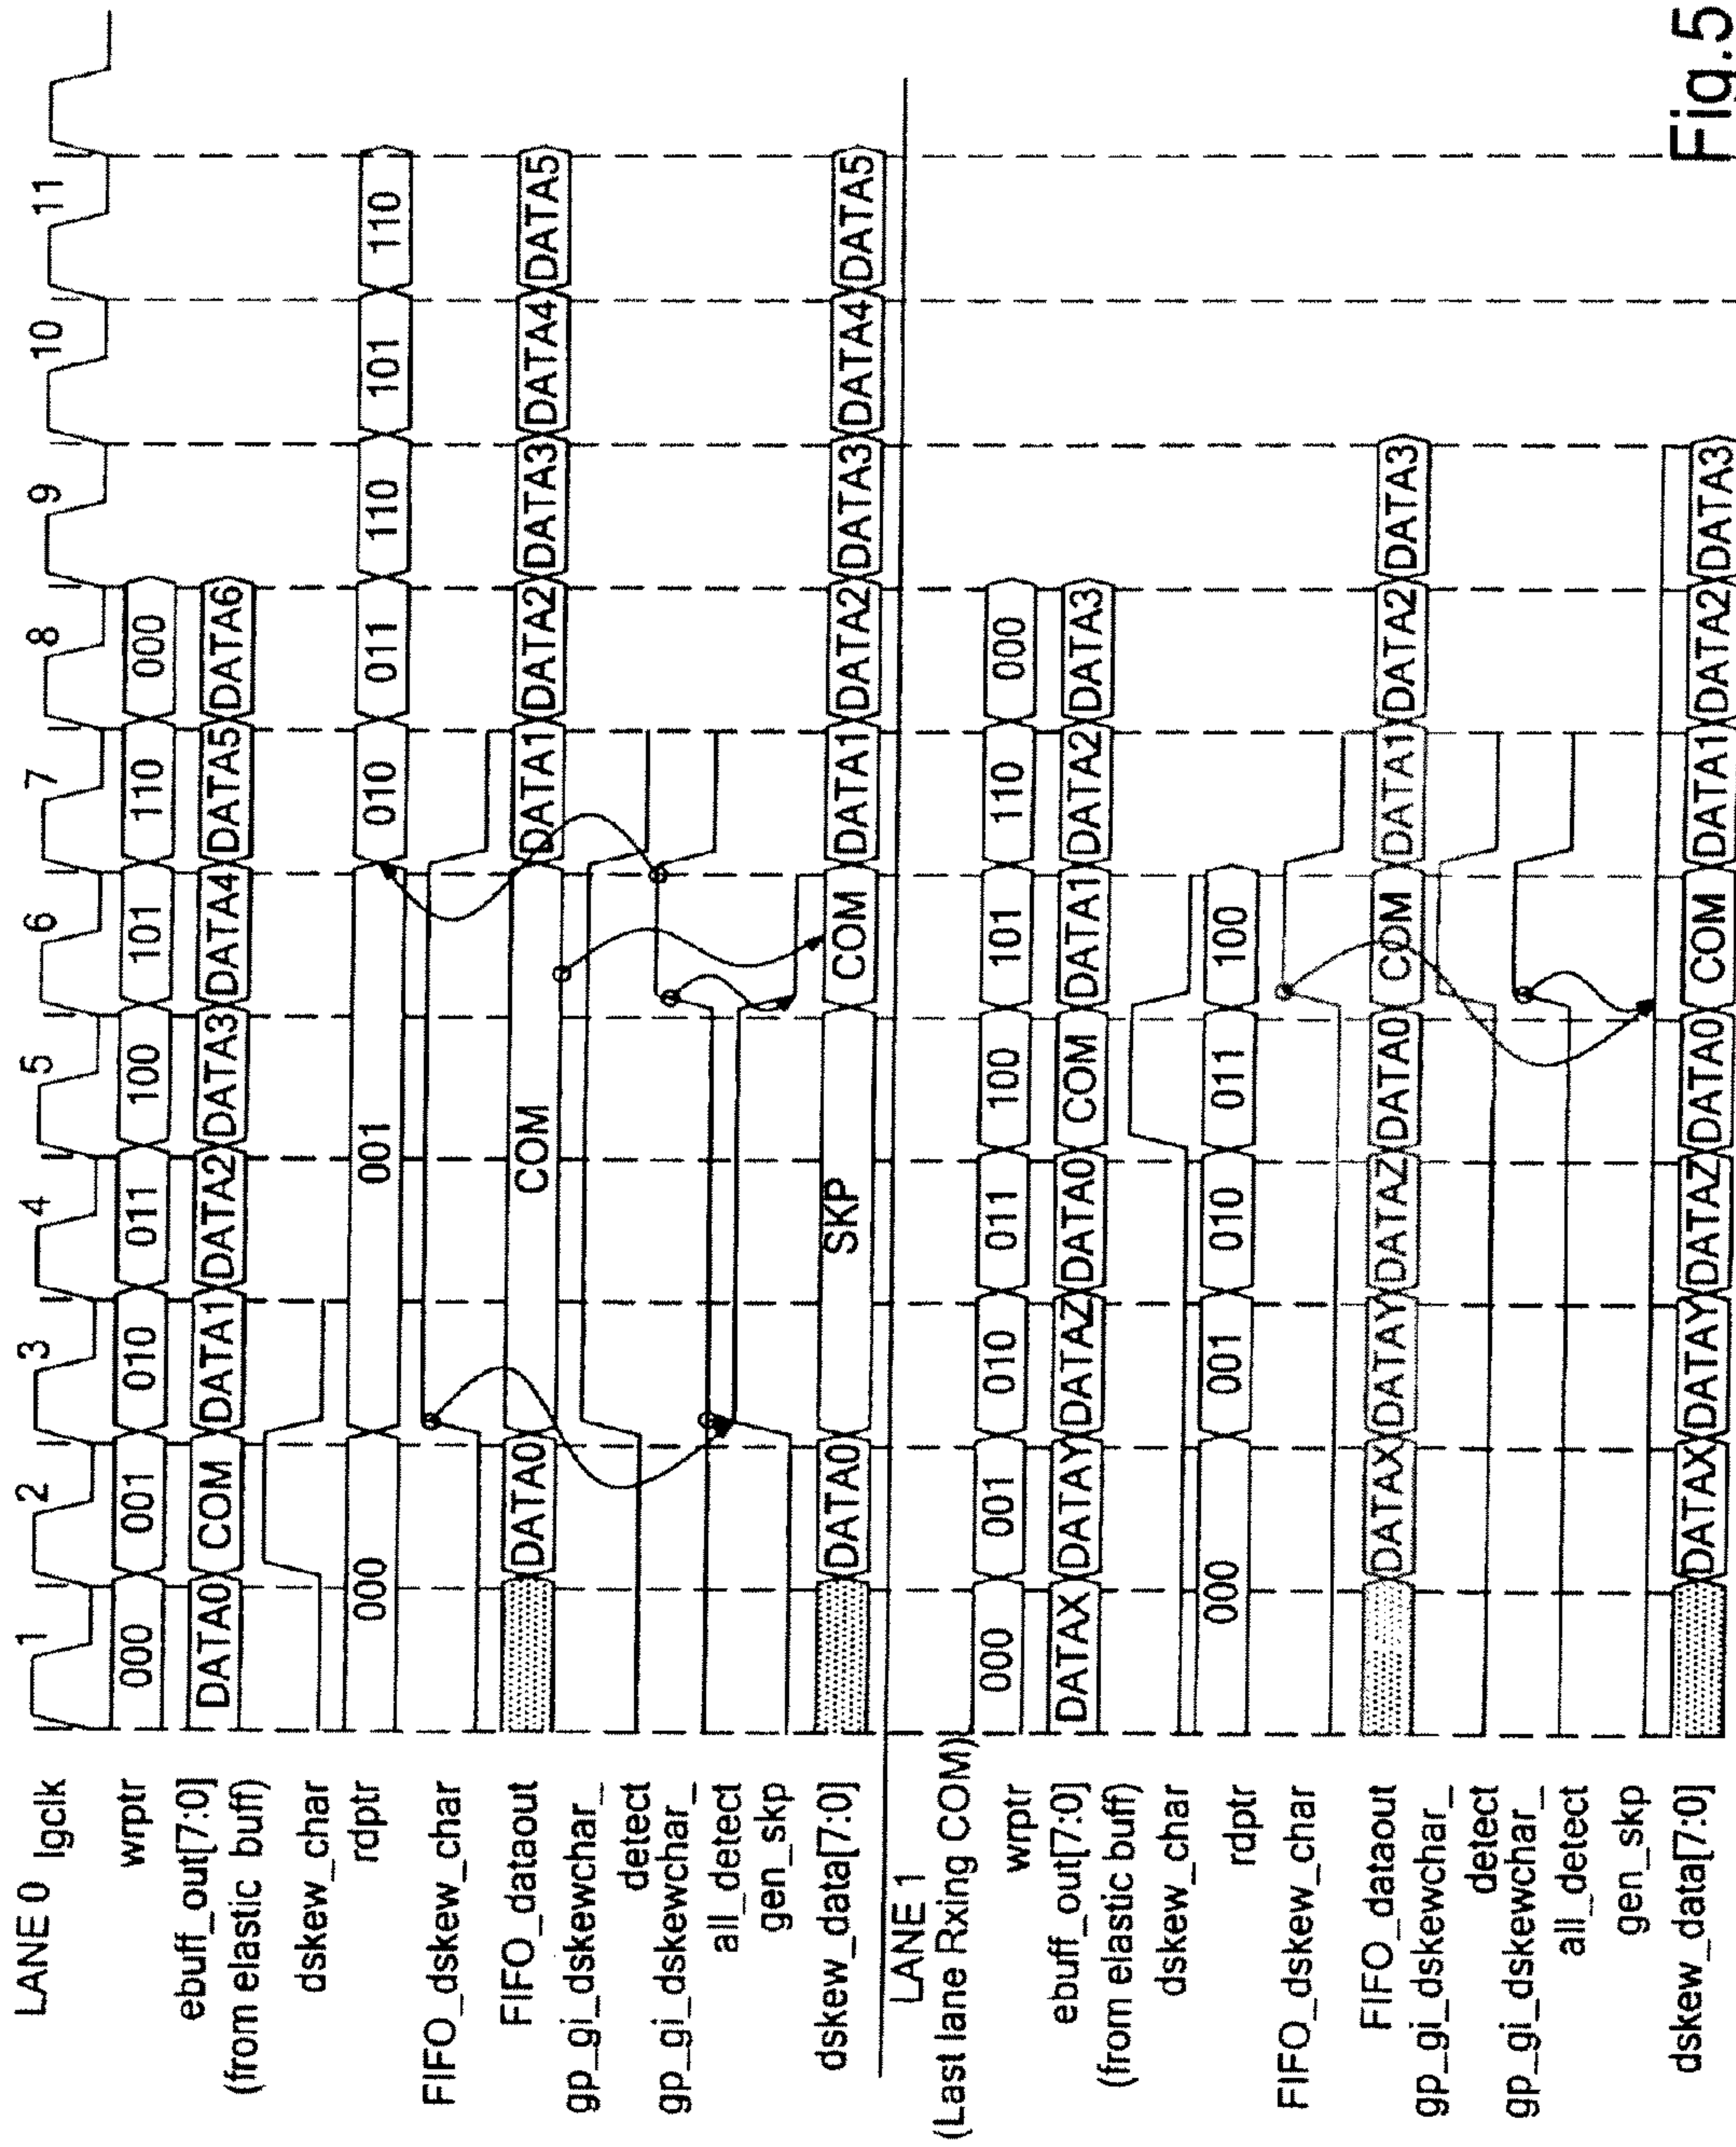 1 2 3 4 5 6 7 8 9 10 11
LANE 0 lgclk
wrptr 000 001 010 011 100 101 110 000
ebuff_out[7:0] DATA0 COM DATA1 DATA2 DATA3 DATA4 DATA5 DATA6
(from elastic buff)
dskew_char
rdptr 000 001 010 011 110 101 110
FIFO_dskew_char
FIFO_dataout DATA0 COM DATA1 DATA2 DATA3 DATA4 DATA5
gp_gi_dskewchar_
detect
gp_gi_dskewchar_
all_detect
gen_skp
dskew_data[7:0] DATA0 SKP COM DATA1 DATA2 DATA3 DATA4 DATA5
LANE 1
(Last lane Rxing COM)
wrptr 000 001 010 011 100 101 110 000
ebuff_out[7:0] DATAX DATAY DATAZ DATA0 COM DATA1 DATA2 DATA3
(from elastic buff)
dskew_char
rdptr 000 001 010 011 100
FIFO_dskew_char
FIFO_dataout DATAX DATAY DATAZ DATA0 COM DATA1 DATA2 DATA3
gp_gi_dskewchar_
detect
gp_gi_dskewchar_
all_detect
gen_skp
dskew_data[7:0] DATAX DATAY DATAZ DATA0 COM DATA1 DATA2 DATA3
Fig.5